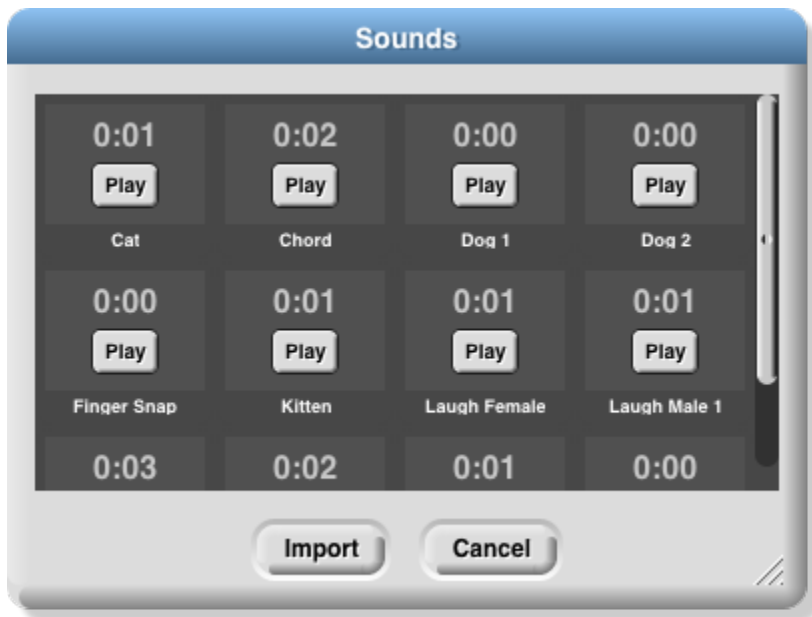 Sounds
0:01 0:02 0:00 0:00
Play Play Play Play
Cat Chord Dog 1 Dog 2
0:00 0:01 0:01 0:01
Play Play Play Play
Finger Snap Kitten Laugh Female Laugh Male 1
0:03 0:02 0:01 0:00
Import Cancel